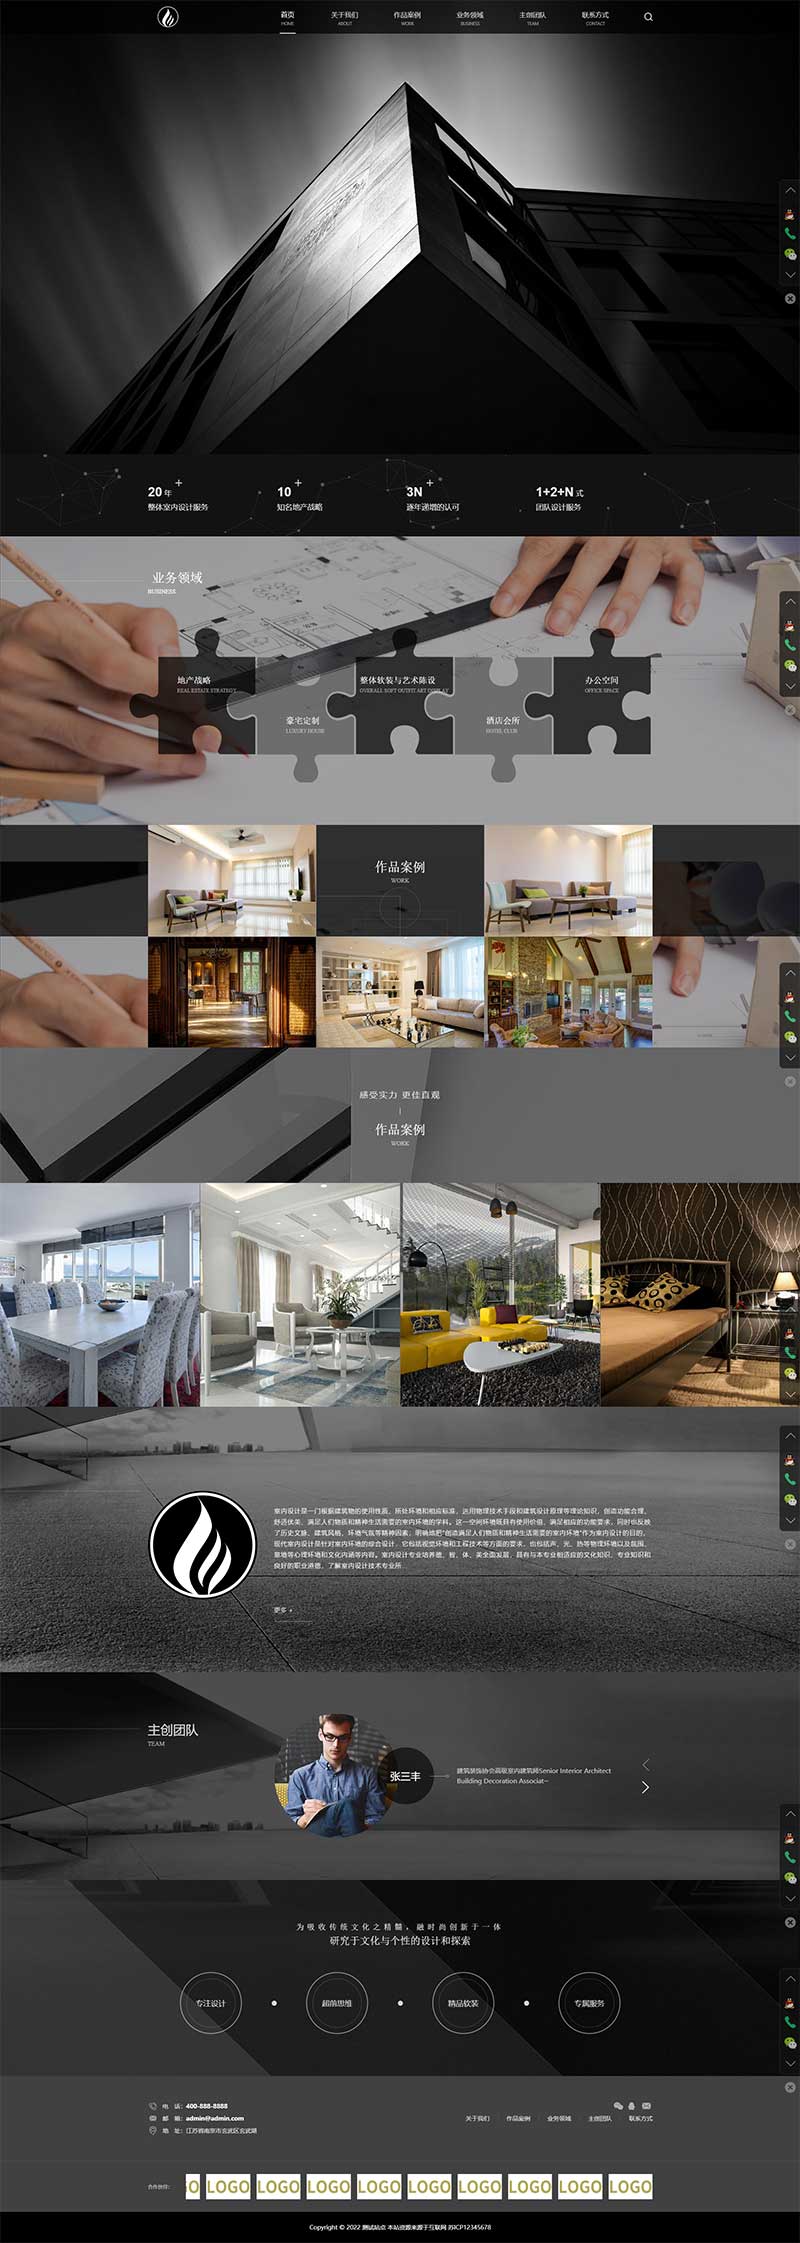 首页 关于我们 作品案例 业务领域 主创团队 联系方式
HOME ABOUT WORK BUSINESS TEAM CONTACT
20 年 10 3N 1+2+N 式
整体室内设计服务 知名地产战略 逐年递增的认可 团队设计服务
业务领域
BUSINESS
地产战略 整体软装与艺术陈设 办公空间
REAL ESTATE STRATEGY OVERALL SOFT OUTFIT ART DISPLAY OFFICE SPACE
豪宅定制 酒店会所
LUXURY HOUSE HOTEL CLUB
作品案例
WORK
感受实力 更佳直观
作品案例
WORK
室内设计是一门根据建筑物的使用性质、所处环境和相应标准，运用物理技术手段和建筑设计原理等理论知识，创造功能合理、
舒适优美、满足人们物质和精神生活需要的室内环境的学科。这一空间环境既具有使用价值，满足相应的功能要求，同时也反映
了历史文脉、建筑风格、环境气氛等精神因素；明确地把“创造满足人们物质和精神生活需要的室内环境”作为室内设计的目的，
现代室内设计是针对室内环境的综合设计，它包括视觉环境和工程技术等方面的要求，也包括声、光、热等物理环境以及氛围、
意境等心理环境和文化内涵等内容。室内设计专业培养德、智、体、美全面发展，具有与本专业相适应的文化知识、专业知识和
良好的职业道德，了解室内设计技术专业所...
更多 +
主创团队
TEAM
张三丰
建筑装饰协会高级室内建筑师Senior Interior Architect
Building Decoration Associat~
为吸收传统文化之精髓，融时尚创新于一体
研究于文化与个性的设计和探索
专注设计 超前思维 精品软装 专属服务
电 话：400-888-8888
邮 箱：admin@admin.com
关于我们 作品案例 业务领域 主创团队 联系方式
地 址：江苏省南京市玄武区玄武湖
合作伙伴： GO LOGO LOGO LOGO LOGO LOGO LOGO LOGO LOGO LOGO
Copyright © 2022 测试站点 本站资源来源于互联网 苏ICP12345678